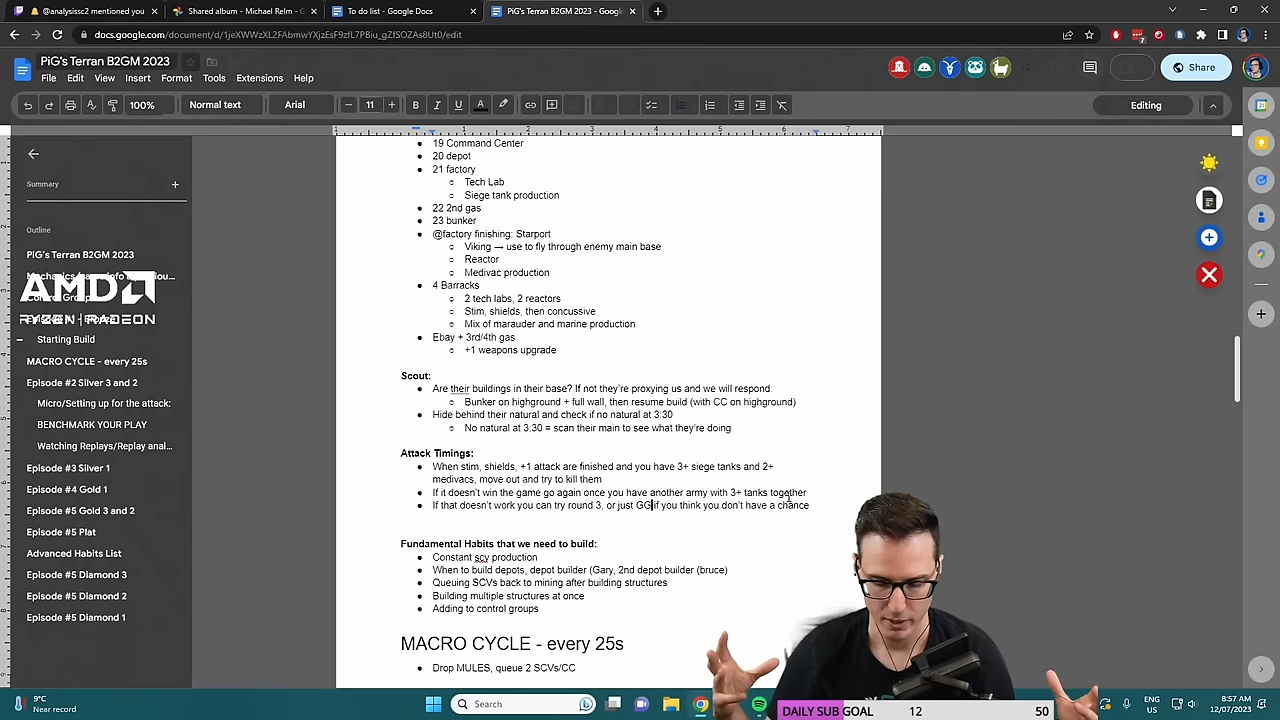 @analysissc2 mentioned you
Shared album - Michael Relm - G
To do list - Google Docs
PiG's Terran B2GM 2023 - Googl
docs.google.com/document/d/1jeXWWzXL2FAbmwYXjzEsF9zfL7PBiu_gZfSOZAs8Ut0/edit
PiG's Terran B2GM 2023
File Edit View Insert Format Tools Extensions Help
Share
100%
Normal text
Arial
11
Editing
Summary
Outline
PiG's Terran B2GM 2023
AMD
RYZEN RADEON
Starting Build
MACRO CYCLE - every 25s
Episode #2 Silver 3 and 2
Micro/Setting up for the attack:
BENCHMARK YOUR PLAY
Watching Replays/Replay anal...
Episode #3 Silver 1
Episode #4 Gold 1
Episode #5 Gold 3 and 2
Episode #5 Plat
Advanced Habits List
Episode #5 Diamond 3
Episode #5 Diamond 2
Episode #5 Diamond 1
19 Command Center
20 depot
21 factory
Tech Lab
Siege tank production
22 2nd gas
23 bunker
@factory finishing: Starport
Viking → use to fly through enemy main base
Reactor
Medivac production
4 Barracks
2 tech labs, 2 reactors
Stim, shields, then concussive
Mix of marauder and marine production
Ebay + 3rd/4th gas
+1 weapons upgrade
Scout:
Are their buildings in their base? If not they're proxying us and we will respond:
Bunker on highground + full wall, then resume build (with CC on highground)
Hide behind their natural and check if no natural at 3:30
No natural at 3:30 = scan their main to see what they're doing
Attack Timings:
When stim, shields, +1 attack are finished and you have 3+ siege tanks and 2+
medivacs, move out and try to kill them
If it doesn't win the game go again once you have another army with 3+ tanks together
If that doesn't work you can try round 3, or just GG if you think you don't have a chance
Fundamental Habits that we need to build:
Constant scv production
When to build depots, depot builder (Gary, 2nd depot builder (bruce)
Queuing SCVs back to mining after building structures
Building multiple structures at once
Adding to control groups
MACRO CYCLE - every 25s
Drop MULES, queue 2 SCVs/CC
9°C
Near record
Search
ENG
US
8:57 AM
12/07/2023
DAILY SUB GOAL 12 50